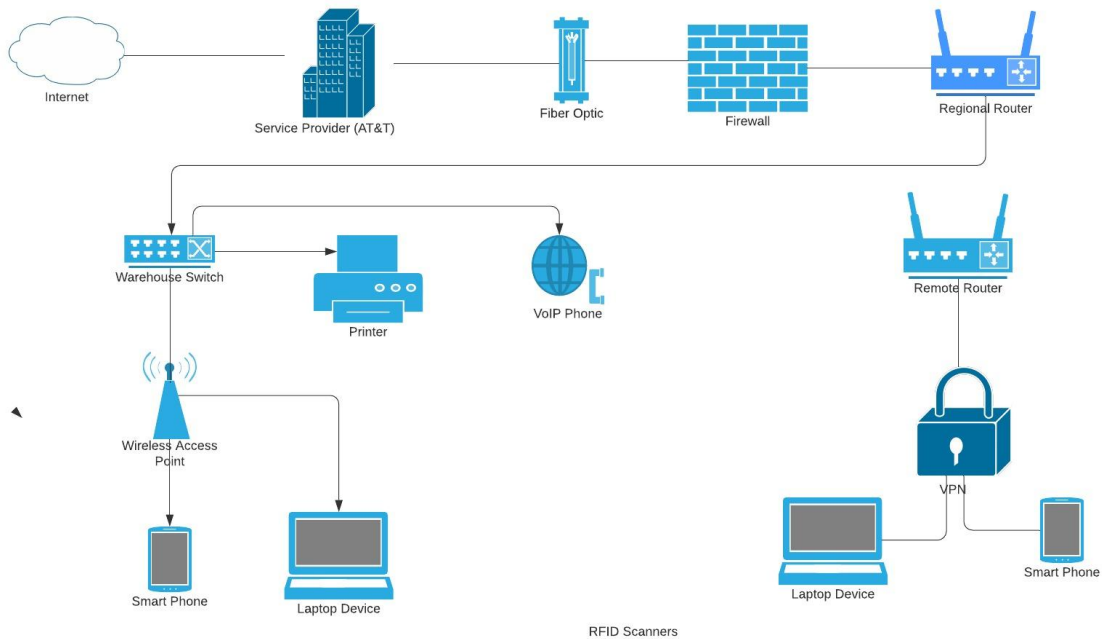 Internet
Service Provider (AT&T)
Fiber Optic
Firewall
Regional Router
Warehouse Switch
Printer
VoIP Phone
Remote Router
Wireless Access
Point
VPN
Smart Phone
Laptop Device
Laptop Device
Smart Phone
RFID Scanners